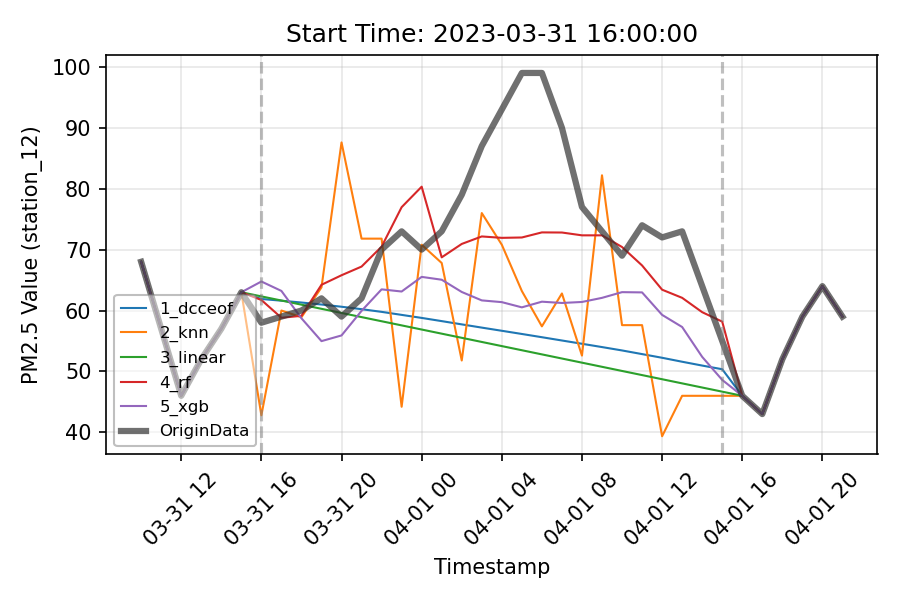 Start Time: 2023-03-31 16:00:00
PM2.5 Value (station_12)
100
90
80
70
60
50
40
1_dcceof
2_knn
3_linear
4_rf
5_xgb
OriginData
03-31 12
03-31 16
03-31 20
04-01 00
04-01 04
04-01 08
04-01 12
04-01 16
04-01 20
Timestamp